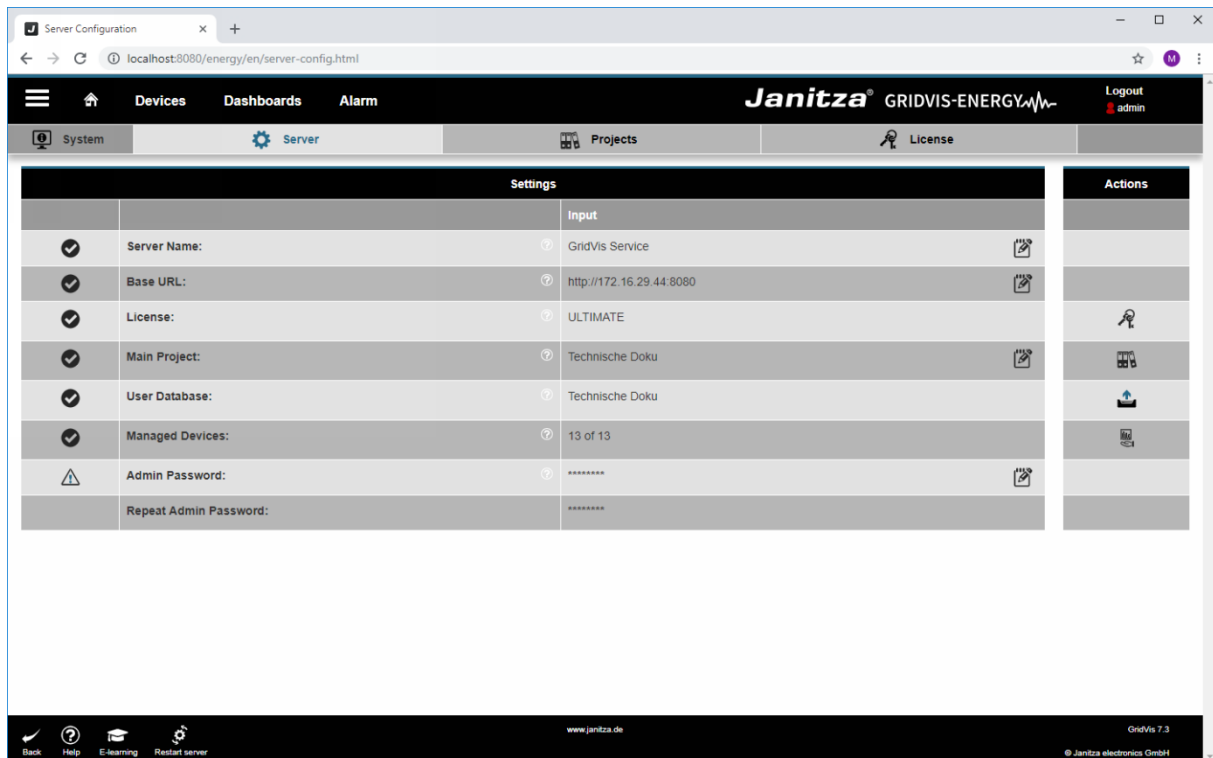 Server Configuration
localhost:8080/energy/en/server-config.html
M
Devices Dashboards Alarm Janitza® GRIDVIS-ENERGY Logout
admin
System Server Projects License
Settings Actions
Input
Server Name: GridVis Service
Base URL: http://172.16.29.44:8080
License: ULTIMATE
Main Project: Technische Doku
User Database: Technische Doku
Managed Devices: 13 of 13
Admin Password: ********
Repeat Admin Password: ********
www.janitza.de GridVis 7.3
Back Help E-learning Restart server © Janitza electronics GmbH